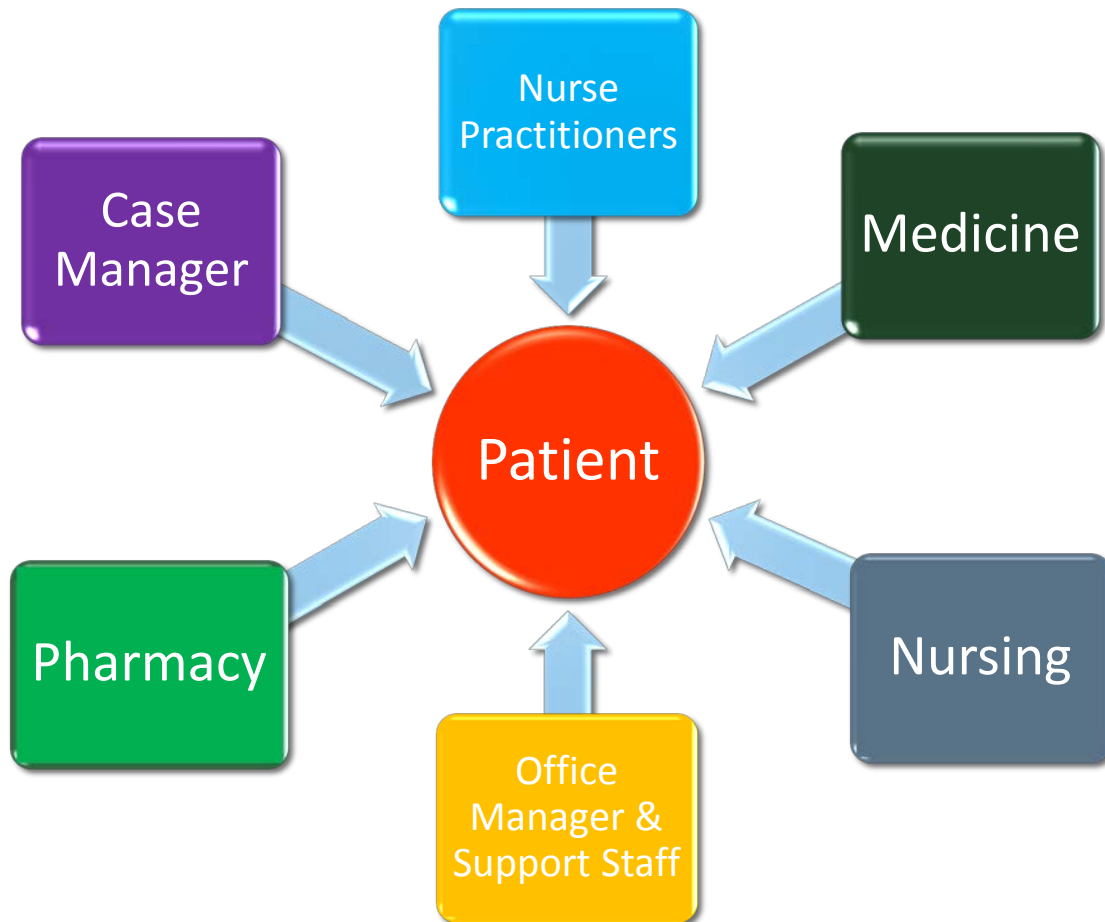 Nurse
Practitioners
Case
Manager
Medicine
Patient
Pharmacy
Nursing
Office
Manager &
Support Staff